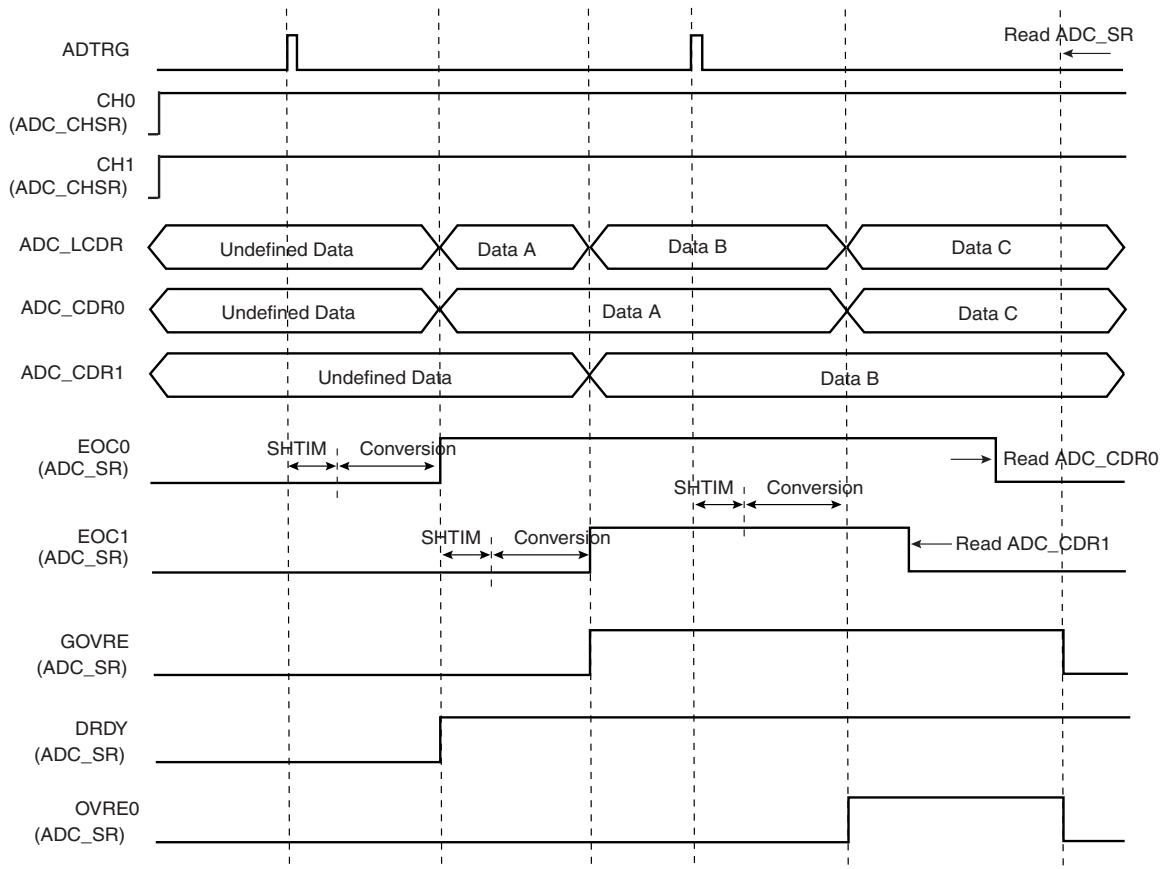 Read ADC_SR
ADTRG
CH0
(ADC_CHSR)
CH1
(ADC_CHSR)
ADC_LCDR
Undefined Data
Data A
Data B
Data C
ADC_CDR0
Undefined Data
Data A
Data C
ADC_CDR1
Undefined Data
Data B
EOC0
(ADC_SR)
SHTIM
Conversion
Read ADC_CDR0
SHTIM
Conversion
EOC1
(ADC_SR)
SHTIM
Conversion
Read ADC_CDR1
GOVRE
(ADC_SR)
DRDY
(ADC_SR)
OVRE0
(ADC_SR)